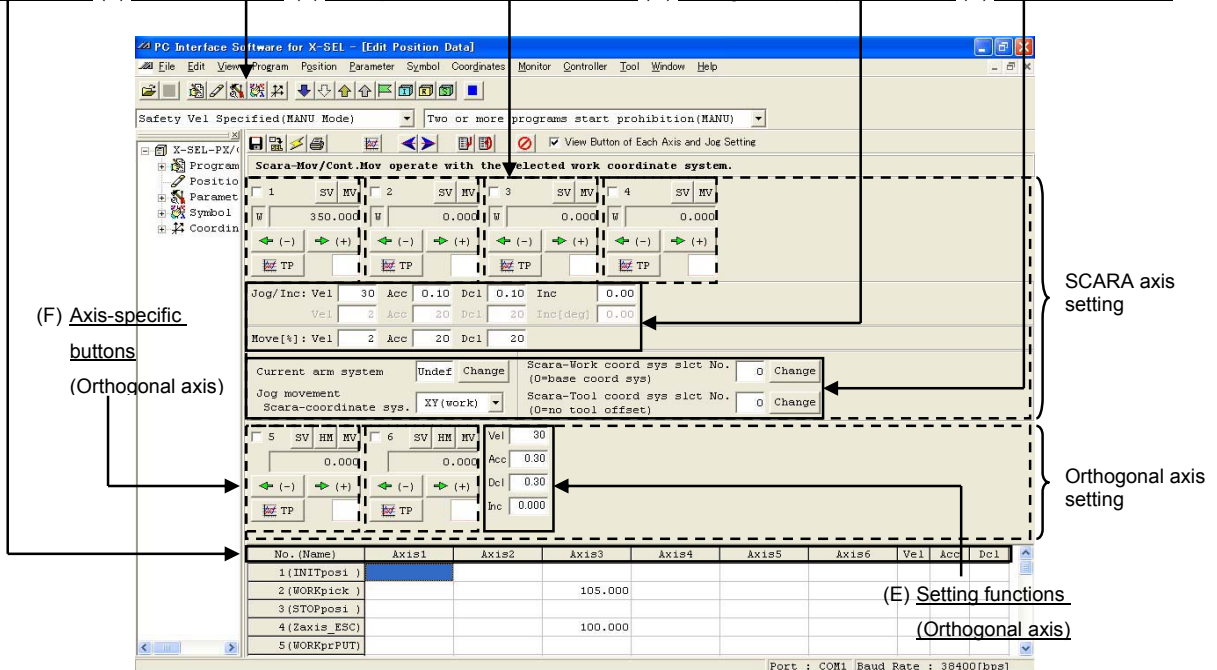 PC Interface Software for X-SEL - [Edit Position Data]
File Edit View Program Position Parameter Symbol Coordinates Monitor Controller Tool Window Help
Safety Vel Specified(MANU Mode) Two or more programs start prohibition(MANU)
View Button of Each Axis and Jog Setting
X-SEL-PX/
Program
Positio
Paramet
Symbol
Coordin
Scara-Mov/Cont.Mov operate with the selected work coordinate system.
1 SV MV 2 SV MV 3 SV MV 4 SV MV
W 350.000 W 0.000 W 0.000 W 0.000
(-) (+) (-) (+) (-) (+) (-) (+)
TP TP TP TP
Jog/Inc: Vel 30 Acc 0.10 Dcl 0.10 Inc 0.00
Vel 2 Acc 20 Dcl 20 Inc[deg] 0.00
Move[%]: Vel 2 Acc 20 Dcl 20
SCARA axis
setting
Current arm system Undef Change
Scara-Work coord sys slct No.
(0=base coord sys) 0 Change
Jog movement
Scara-coordinate sys. XY(work)
Scara-Tool coord sys slct No.
(0=no tool offset) 0 Change
(F) Axis-specific
buttons
(Orthogonal axis)
5 SV HM MV 6 SV HM MV Vel 30
0.000 0.000 Acc 0.30
(-) (+) (-) (+) Dcl 0.30
TP TP Inc 0.000
Orthogonal axis
setting
No.(Name) Axis1 Axis2 Axis3 Axis4 Axis5 Axis6 Vel Acc Dcl
1(INITposi )
2(WORKpick ) 105.000
3(STOPposi )
4(Zaxis_ESC) 100.000
5(WORKprPUT)
(E) Setting functions
(Orthogonal axis)
Port : COM1 Baud Rate : 38400[bps]